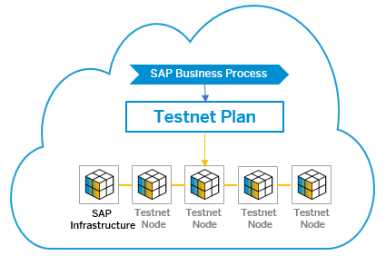 SAP Business Process
Testnet Plan
SAP Testnet Testnet Testnet Testnet
Infrastructure Node Node Node Node